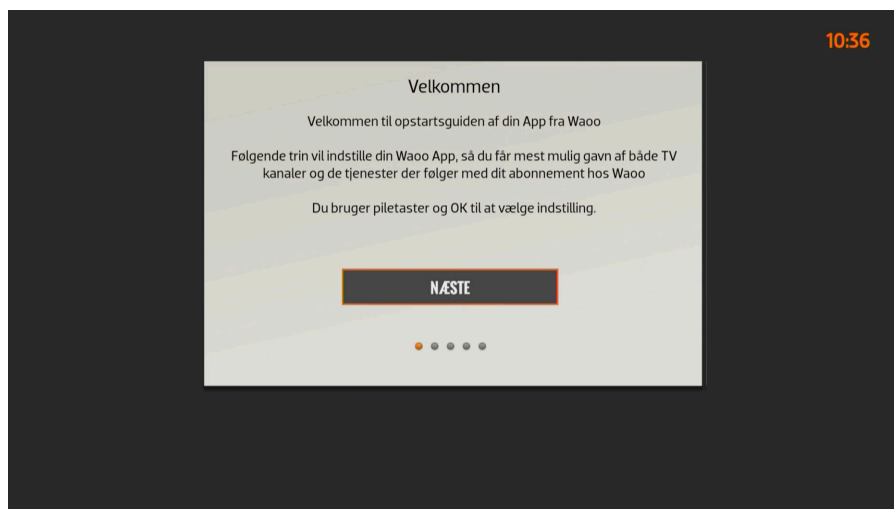 10:36
Velkommen
Velkommen til opstartsguiden af din App fra Waoo
Følgende trin vil indstille din Waoo App, så du får mest mulig gavn af både TV
kanaler og de tjenester der følger med dit abonnement hos Waoo
Du bruger piletaster og OK til at vælge indstilling.
NÆSTE